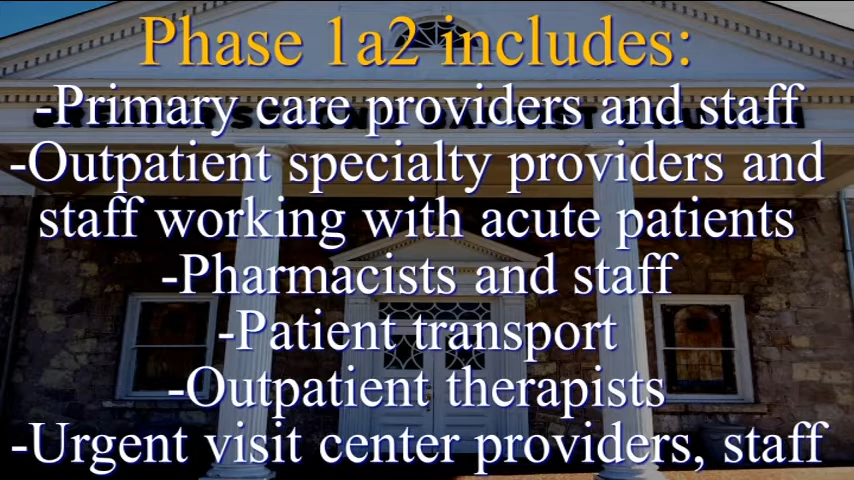 Phase 1a2 includes:
-Primary care providers and staff
-Outpatient specialty providers and
staff working with acute patients
-Pharmacists and staff
-Patient transport
-Outpatient therapists
-Urgent visit center providers, staff